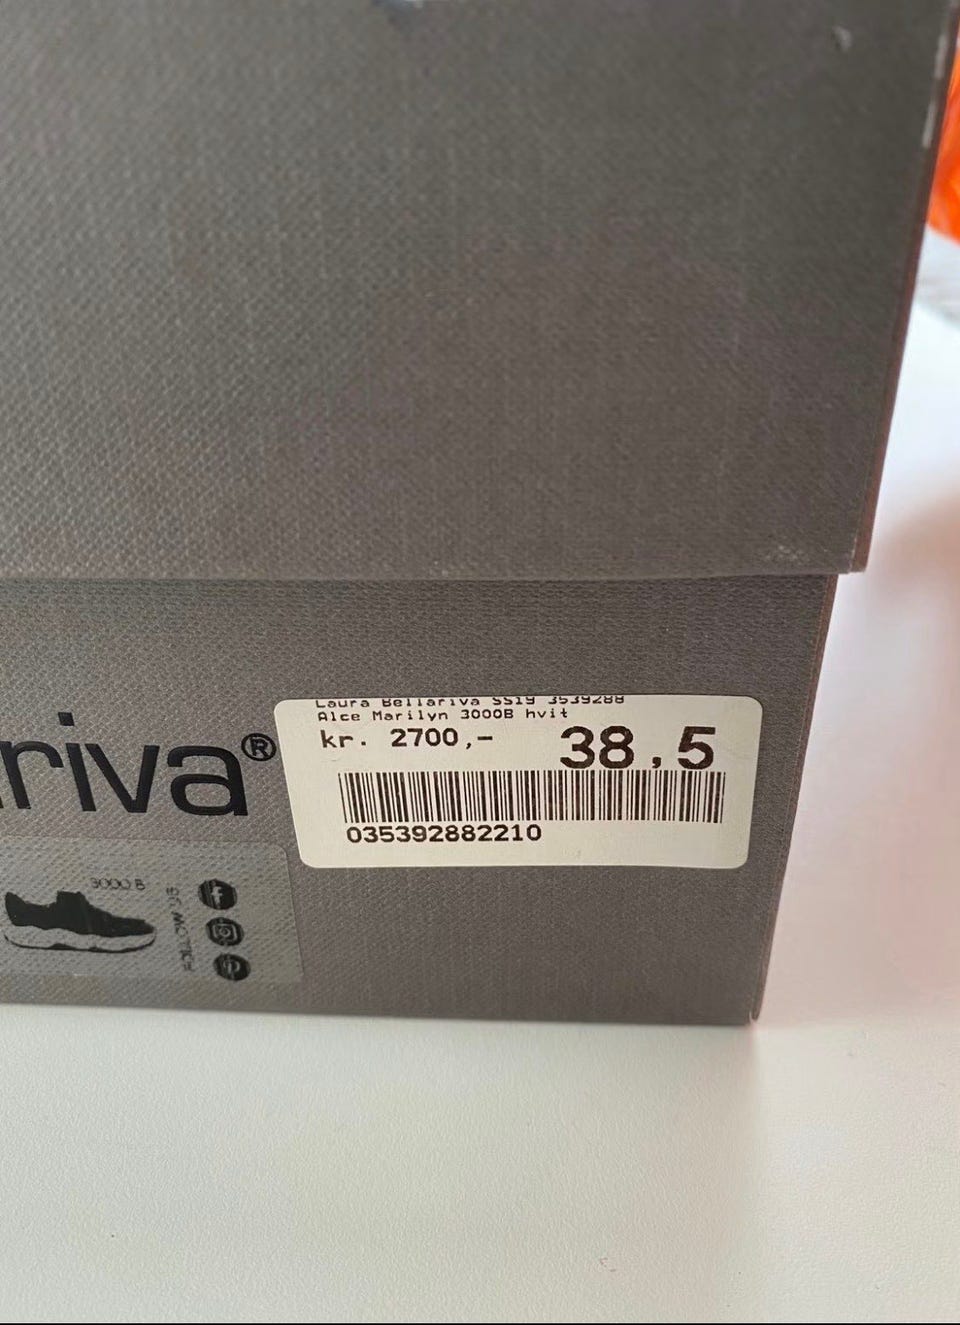 Laura Bellariva SS19 3539288
Alce Marilyn 3000B hvit
kr. 2700,- 38,5
035392882210
riva®
3000 B
FOLLOW US